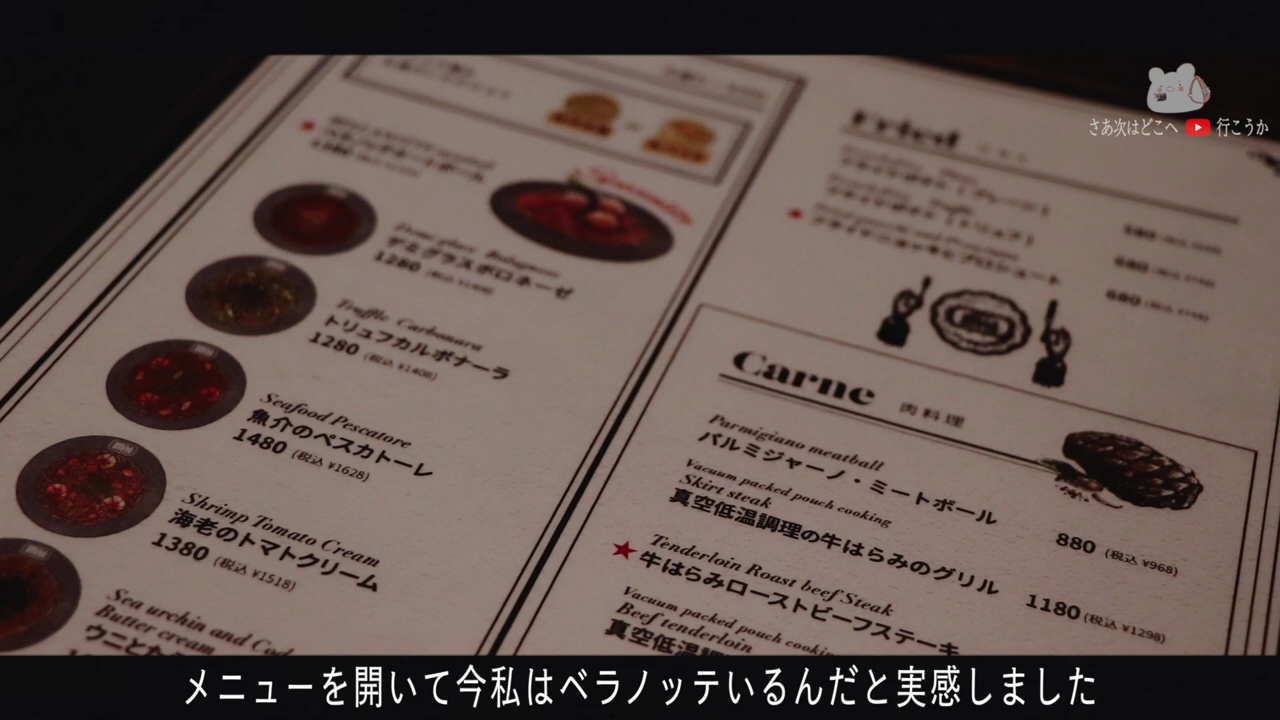 さあ次はどこへ 行こうか
デミグラスボロネーゼ
1280
Truffle Carbonara
トリュフカルボナーラ
1280 (税込 ¥1408)
Seafood Pescatore
魚介のペスカトーレ
1480 (税込 ¥1628)
Shrimp Tomato Cream
海老のトマトクリーム
1380 (税込 ¥1518)
Sea urchin and Cod
Butter cream
Fried
Carne 肉料理
Parmigiano meatball
パルミジャーノ・ミートボール
880 (税込 ¥968)
Vacuum packed pouch cooking
Skirt steak
真空低温調理の牛はらみのグリル
1180 (税込 ¥1298)
Tenderloin Roast beef Steak
牛はらみローストビーフステーキ
Vacuum packed pouch cooking
Beef tenderloin
真空低温調
メニューを開いて今私はベラノッテいるんだと実感しました